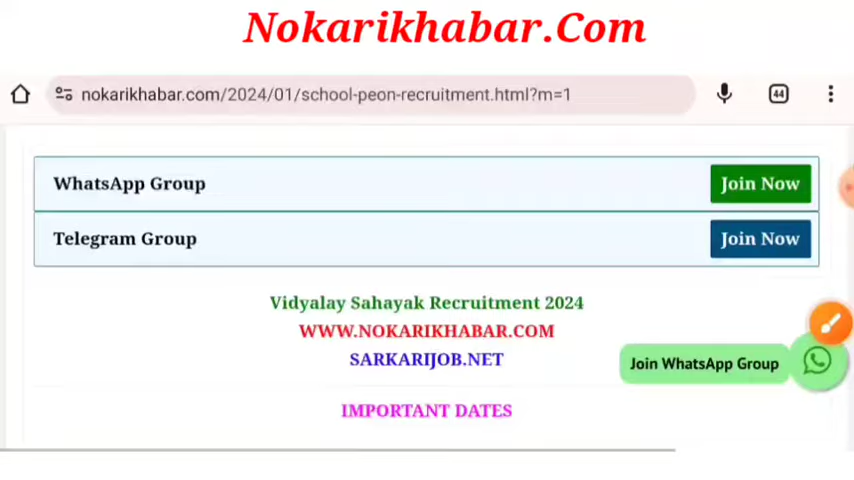 Nokarikhabar.Com
nokarikhabar.com/2024/01/school-peon-recruitment.html?m=1
44
WhatsApp Group
Join Now
Telegram Group
Join Now
Vidyalay Sahayak Recruitment 2024
WWW.NOKARIKHABAR.COM
SARKARIJOB.NET
Join WhatsApp Group
IMPORTANT DATES